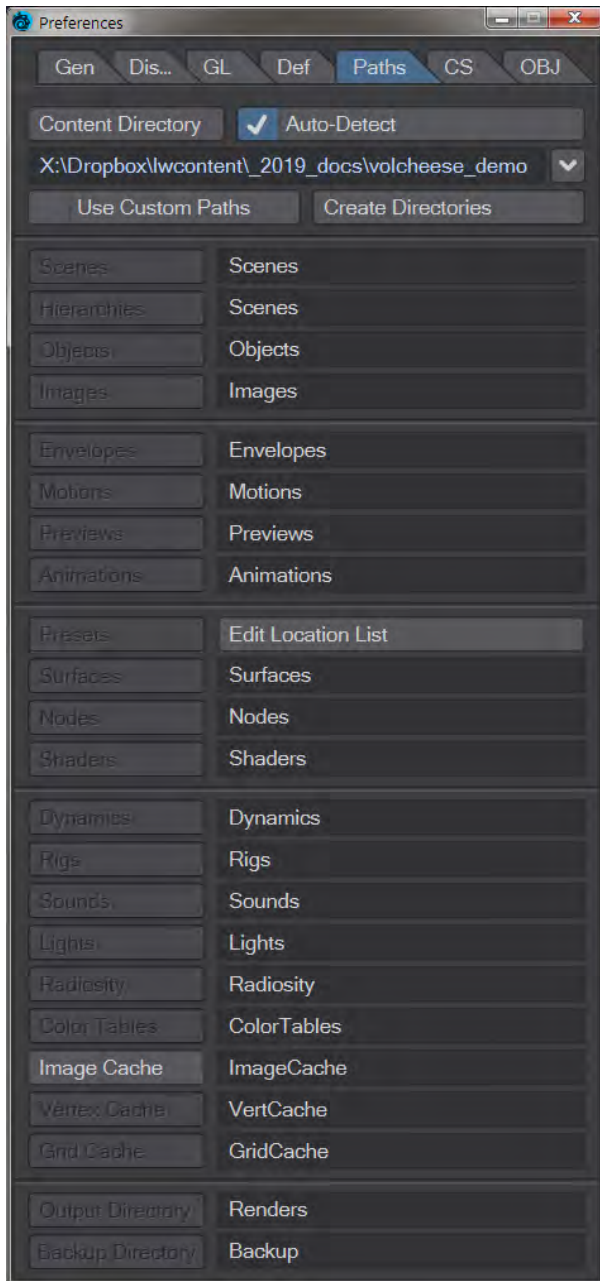 Preferences
Gen Dis... GL Def Paths CS OBJ
Content Directory Auto-Detect
X:\Dropbox\lwcontent\_2019_docs\volcheese_demo
Use Custom Paths Create Directories
Scenes Scenes
Hierarchies Scenes
Objects Objects
Images Images
Envelopes Envelopes
Motions Motions
Previews Previews
Animations Animations
Presets Edit Location List
Surfaces Surfaces
Nodes Nodes
Shaders Shaders
Dynamics Dynamics
Rigs Rigs
Sounds Sounds
Lights Lights
Radiosity Radiosity
Color Tables ColorTables
Image Cache ImageCache
Vertex Cache VertCache
Grid Cache GridCache
Output Directory Renders
Backup Directory Backup